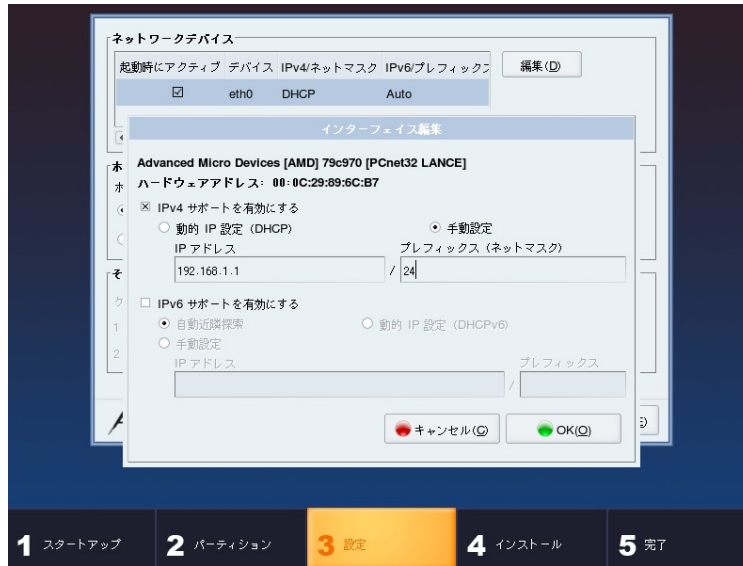 ネットワークデバイス
起動時にアクティブ デバイス IPv4/ネットマスク IPv6/プレフィックス
編集(D)
eth0 DHCP Auto
インターフェイス編集
Advanced Micro Devices [AMD] 79c970 [PCnet32 LANCE]
ハードウェアアドレス: 00:0C:29:89:6C:B7
IPv4 サポートを有効にする
動的 IP 設定 (DHCP) 手動設定
IP アドレス プレフィックス (ネットマスク)
192.168.1.1 / 24
IPv6 サポートを有効にする
自動近隣探索 動的 IP 設定 (DHCPv6)
手動設定
IP アドレス プレフィックス
/
キャンセル(C) OK(O)
ホ
ホ
そ
ク
1
2
1 スタートアップ 2 パーティション 3 設定 4 インストール 5 完了